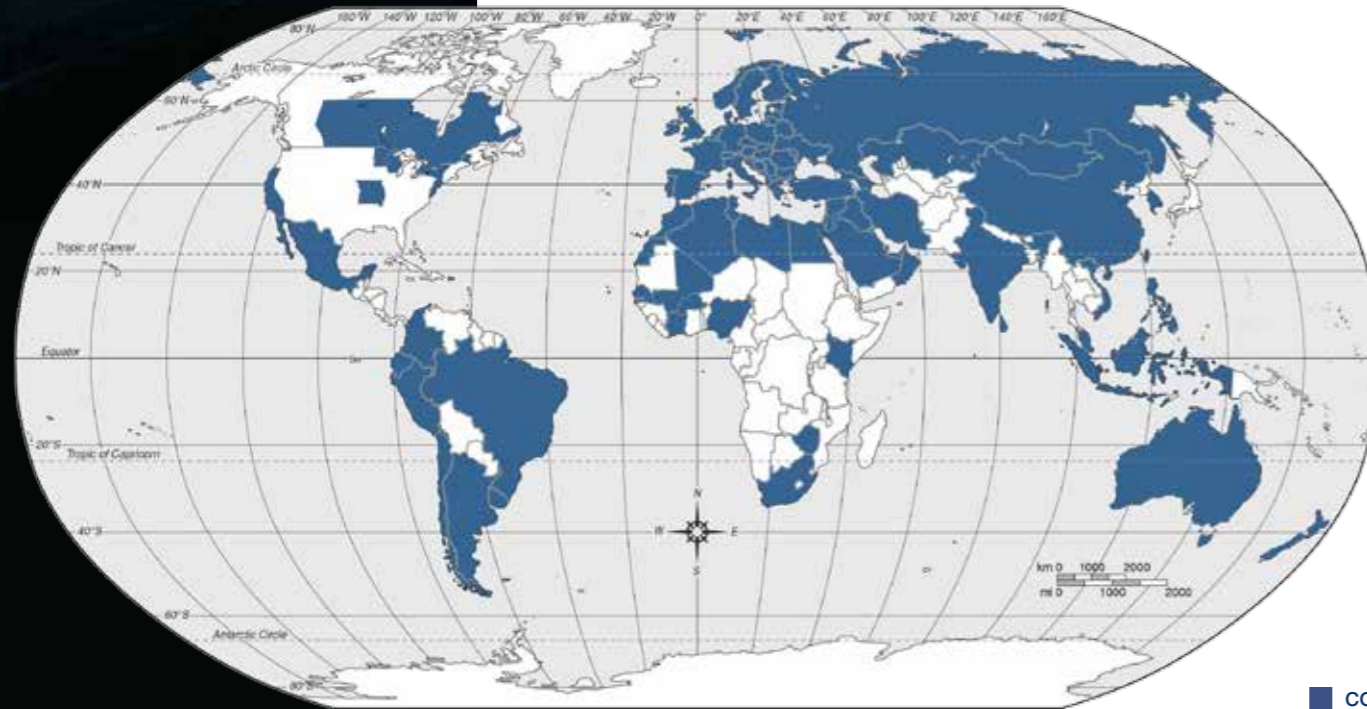 160°W 140°W 120°W 100°W 80°W 60°W 40°W 20°W 0° 20°E 40°E 60°E 80°E 100°E 120°E 140°E 160°E
80°N
Arctic Circle
60°N
40°N
Tropic of Cancer
20°N
Equator
20°S
Tropic of Capricorn
N
W E
S
40°S
km 0 1000 2000
mi 0 1000 2000
60°S
Antarctic Circle
80°S